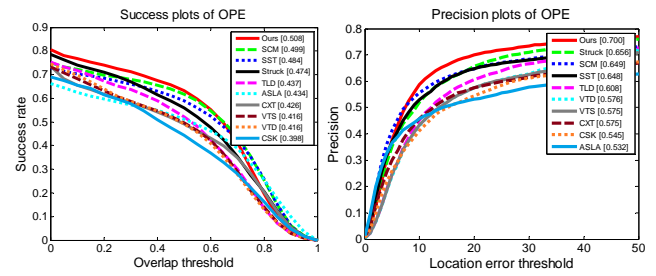 Success plots of OPE
Success rate
0.9
0.8
0.7
0.6
0.5
0.4
0.3
0.2
0.1
0
0 0.2 0.4 0.6 0.8 1
Overlap threshold
Ours [0.508]
SCM [0.499]
SST [0.484]
Struck [0.474]
TLD [0.437]
ASLA [0.434]
CXT [0.426]
VTS [0.416]
VTD [0.416]
CSK [0.398]
Precision plots of OPE
Precision
0.8
0.7
0.6
0.5
0.4
0.3
0.2
0.1
0
0 10 20 30 40 50
Location error threshold
Ours [0.700]
Struck [0.656]
SCM [0.649]
SST [0.648]
TLD [0.608]
VTD [0.576]
VTS [0.575]
CXT [0.575]
CSK [0.545]
ASLA [0.532]